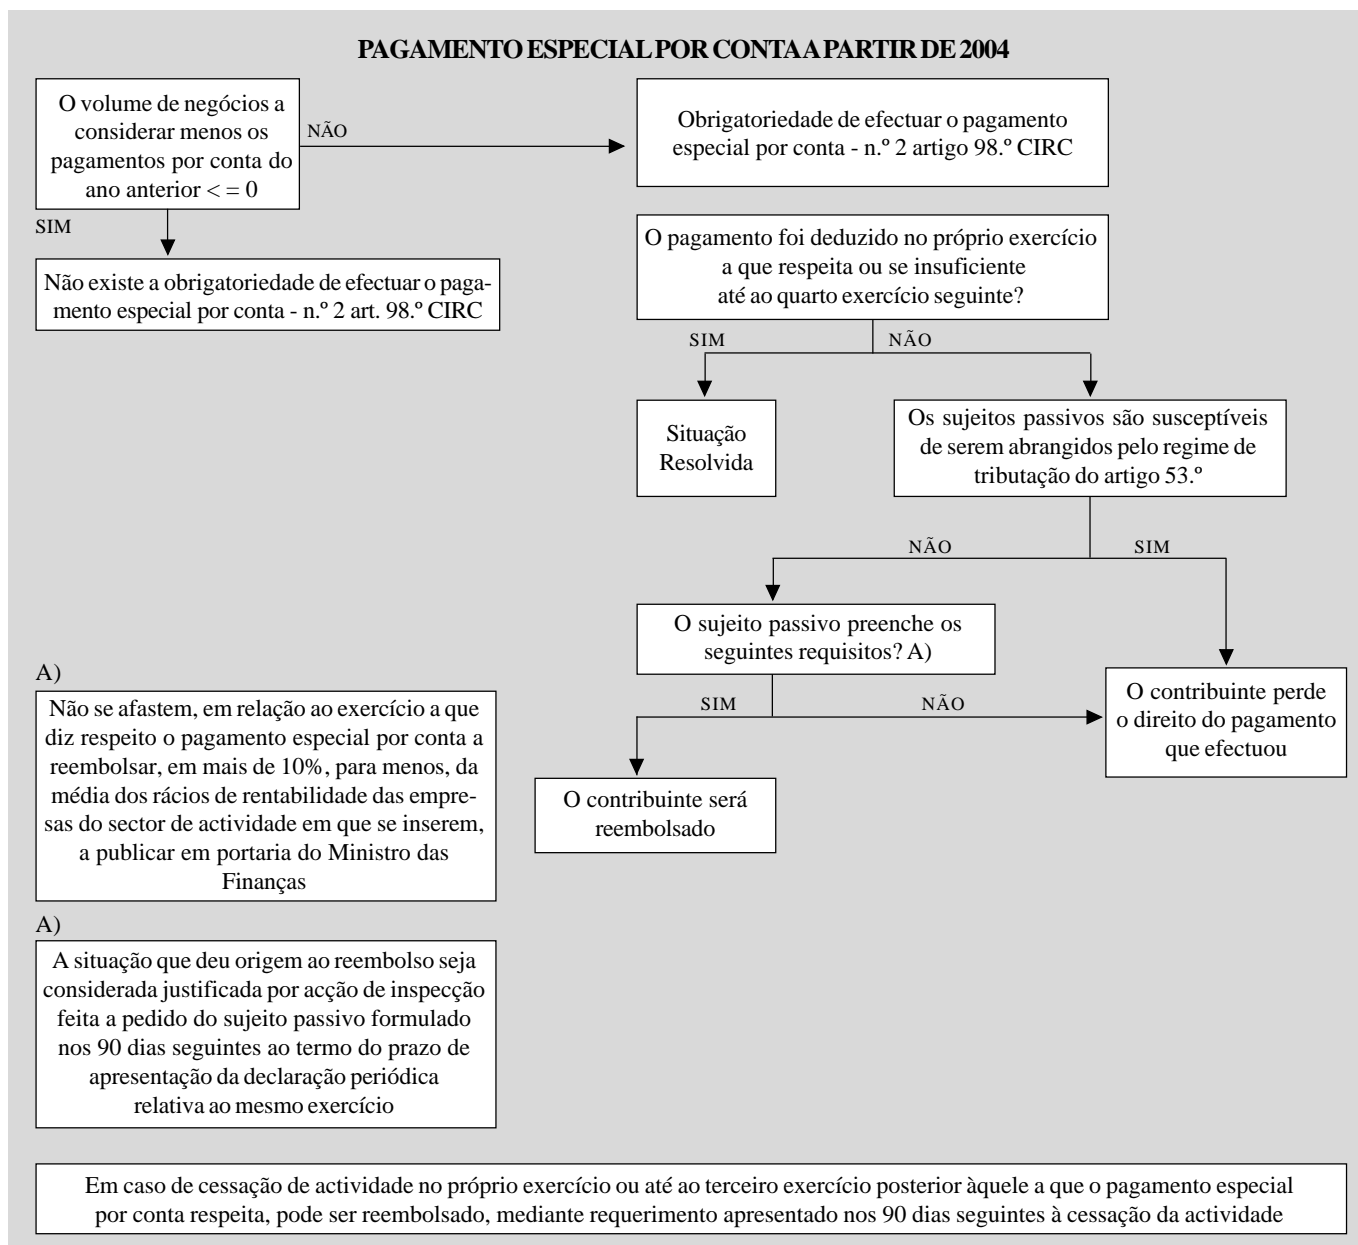 PAGAMENTO ESPECIAL POR CONTA A PARTIR DE 2004
O volume de negócios a
considerar menos os
pagamentos por conta do
ano anterior < = 0
NÃO
Obrigatoriedade de efectuar o pagamento
especial por conta - n.º 2 artigo 98.º CIRC
SIM
Não existe a obrigatoriedade de efectuar o paga-
mento especial por conta - n.º 2 art. 98.º CIRC
O pagamento foi deduzido no próprio exercício
a que respeita ou se insuficiente
até ao quarto exercício seguinte?
SIM
NÃO
Situação
Resolvida
Os sujeitos passivos são susceptíveis
de serem abrangidos pelo regime de
tributação do artigo 53.º
NÃO
SIM
O sujeito passivo preenche os
seguintes requisitos? A)
SIM
NÃO
O contribuinte perde
o direito do pagamento
que efectuou
O contribuinte será
reembolsado
A)
Não se afastem, em relação ao exercício a que
diz respeito o pagamento especial por conta a
reembolsar, em mais de 10%, para menos, da
média dos rácios de rentabilidade das empre-
sas do sector de actividade em que se inserem,
a publicar em portaria do Ministro das
Finanças
A)
A situação que deu origem ao reembolso seja
considerada justificada por acção de inspecção
feita a pedido do sujeito passivo formulado
nos 90 dias seguintes ao termo do prazo de
apresentação da declaração periódica
relativa ao mesmo exercício
Em caso de cessação de actividade no próprio exercício ou até ao terceiro exercício posterior àquele a que o pagamento especial
por conta respeita, pode ser reembolsado, mediante requerimento apresentado nos 90 dias seguintes à cessação da actividade